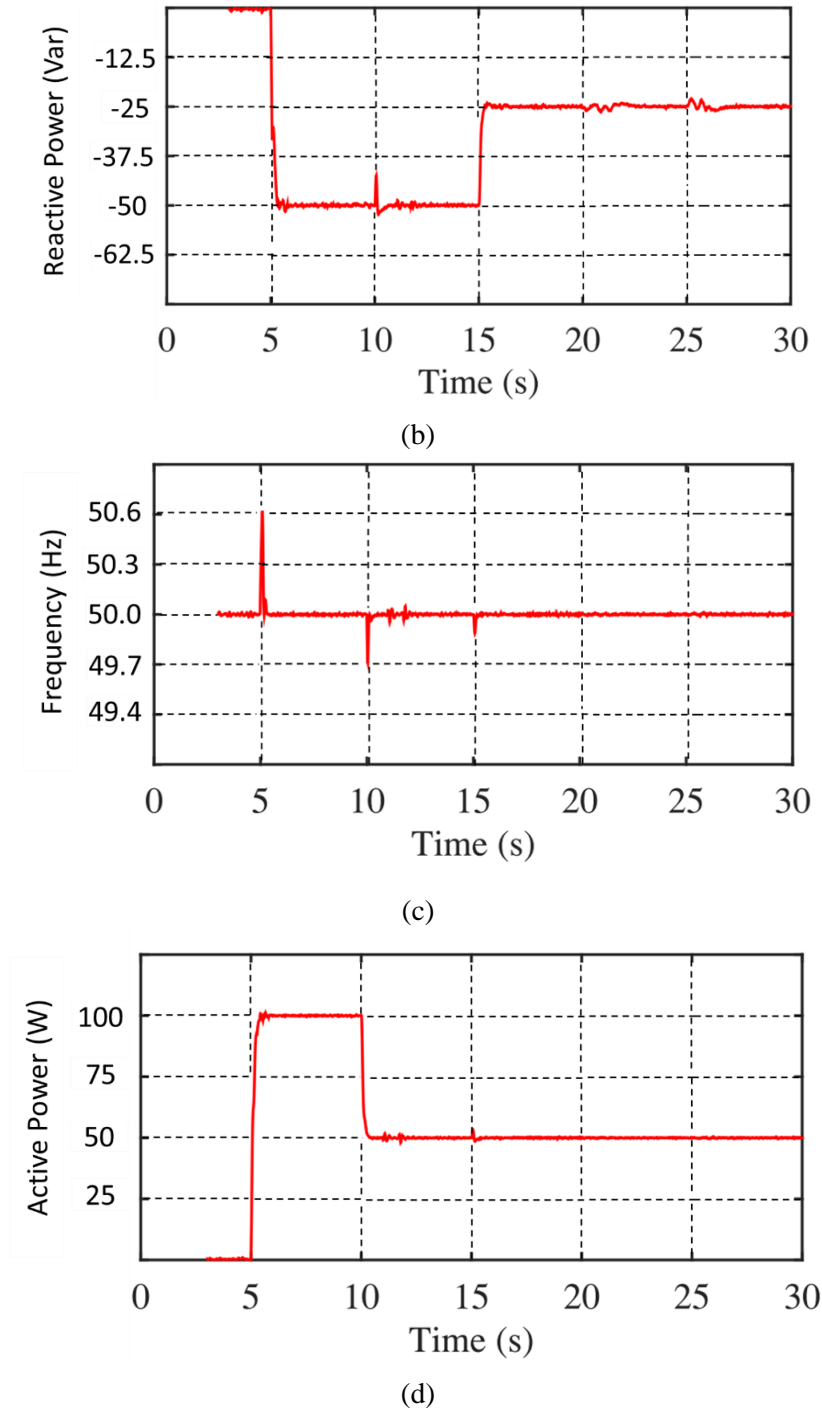 Reactive Power (Var)
-12.5
-25
-37.5
-50
-62.5
0 5 10 15 20 25 30
Time (s)
(b)
Frequency (Hz)
50.6
50.3
50.0
49.7
49.4
0 5 10 15 20 25 30
Time (s)
(c)
Active Power (W)
100
75
50
25
0 5 10 15 20 25 30
Time (s)
(d)